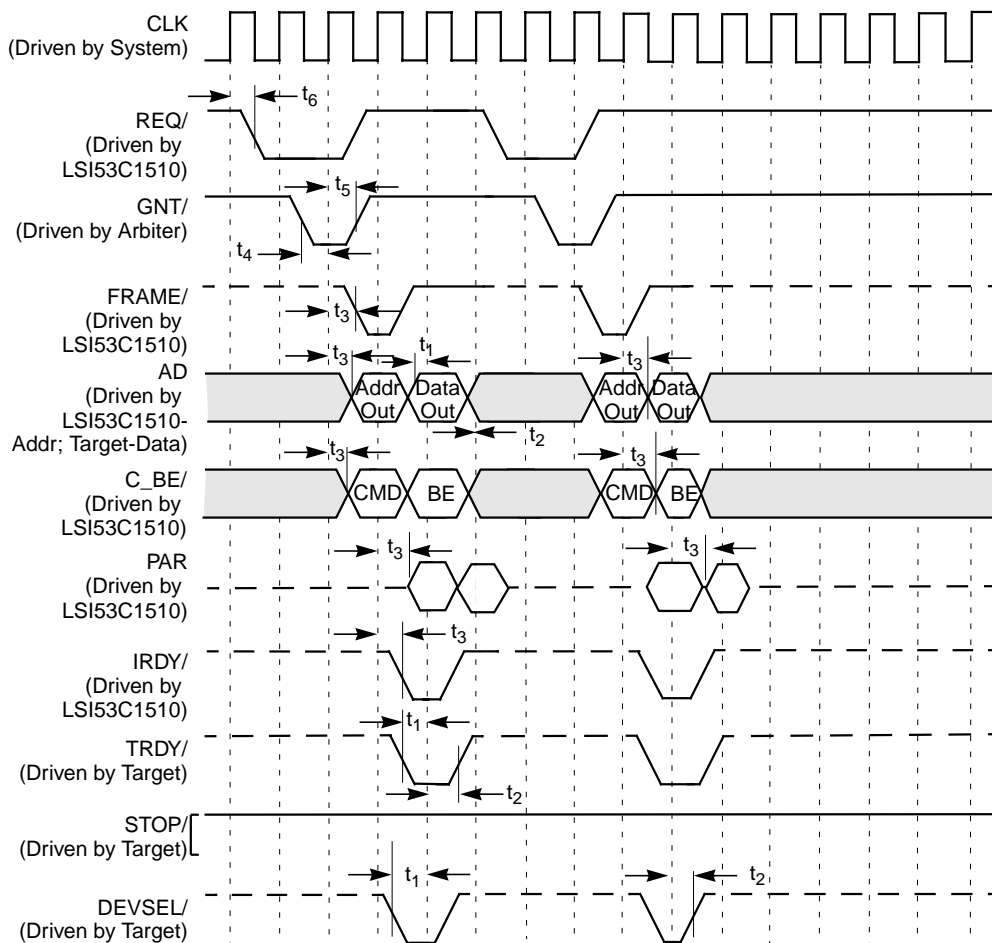 CLK
(Driven by System)
t6
REQ/
(Driven by
LSI53C1510)
t5
GNT/
(Driven by Arbiter)
t4
FRAME/
(Driven by
LSI53C1510)
t3
t3
t1
t3
AD
(Driven by
LSI53C1510-
Addr; Target-Data)
Addr
Out
Data
Out
Addr
Out
Data
Out
t2
t3
t3
C_BE/
(Driven by
LSI53C1510)
CMD
BE
CMD
BE
t3
t3
PAR
(Driven by
LSI53C1510)
t3
IRDY/
(Driven by
LSI53C1510)
t1
TRDY/
(Driven by Target)
t2
STOP/
(Driven by Target)
t1
t2
DEVSEL/
(Driven by Target)